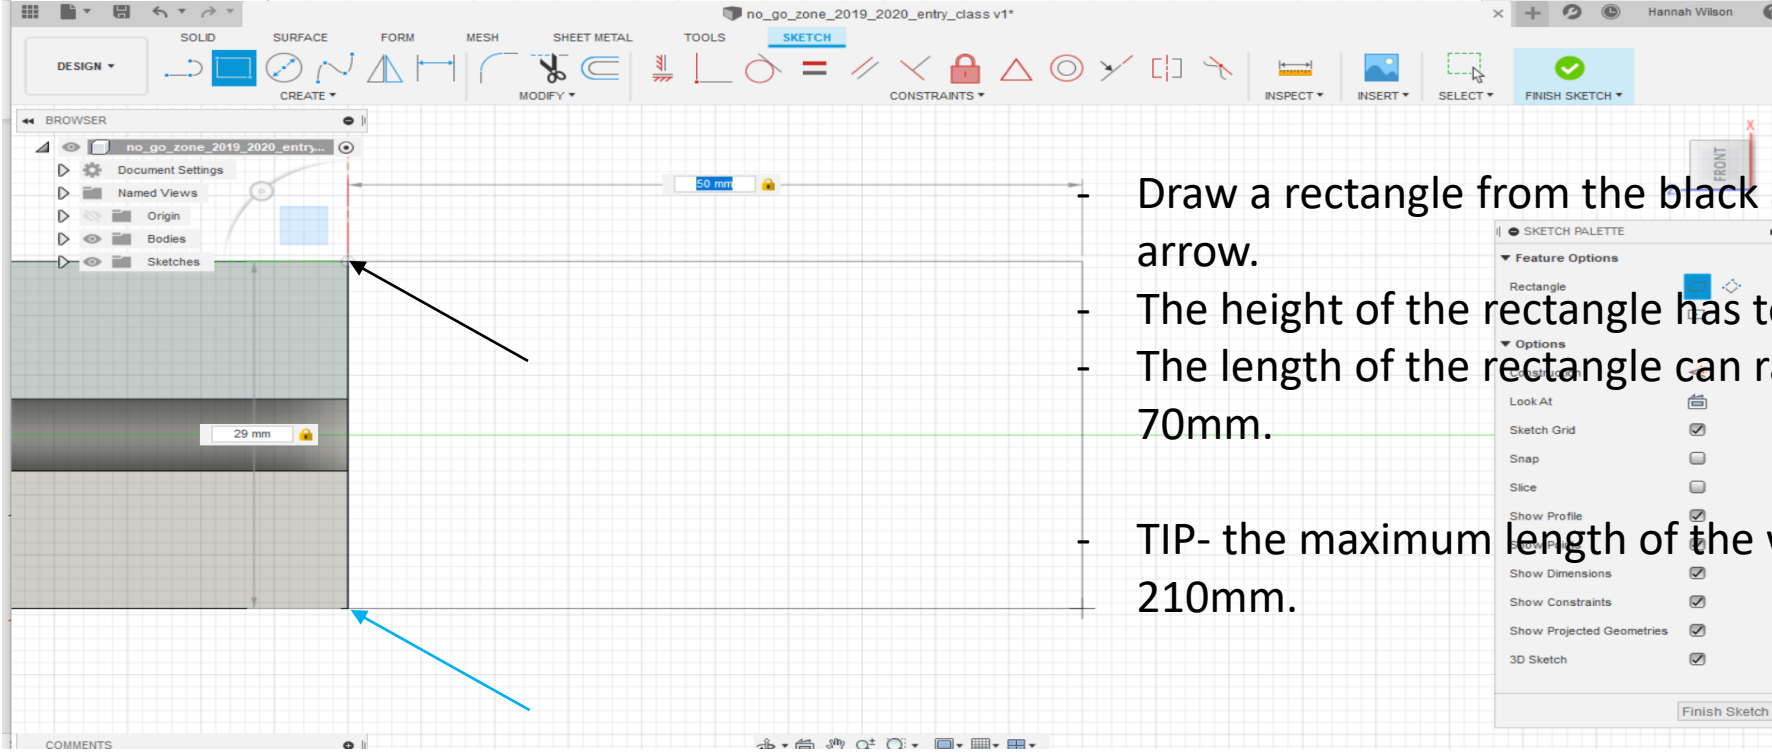 no_go_zone_2019_2020_entry_class v1*
Hannah Wilson
SOLID SURFACE FORM MESH SHEET METAL TOOLS SKETCH
DESIGN
CREATE MODIFY CONSTRAINTS INSPECT INSERT SELECT FINISH SKETCH
BROWSER
no_go_zone_2019_2020_entry...
Document Settings
Named Views
Origin
Bodies
Sketches
50 mm
29 mm
FRONT
X
Z
- Draw a rectangle from the black
arrow.
- The height of the rectangle has
- The length of the rectangle can
70mm.
- TIP- the maximum length of the
210mm.
SKETCH PALETTE
Feature Options
Rectangle
Options
Construction
Look At
Sketch Grid
Snap
Slice
Show Profile
Show Points
Show Dimensions
Show Constraints
Show Projected Geometries
3D Sketch
Finish Sketch
COMMENTS